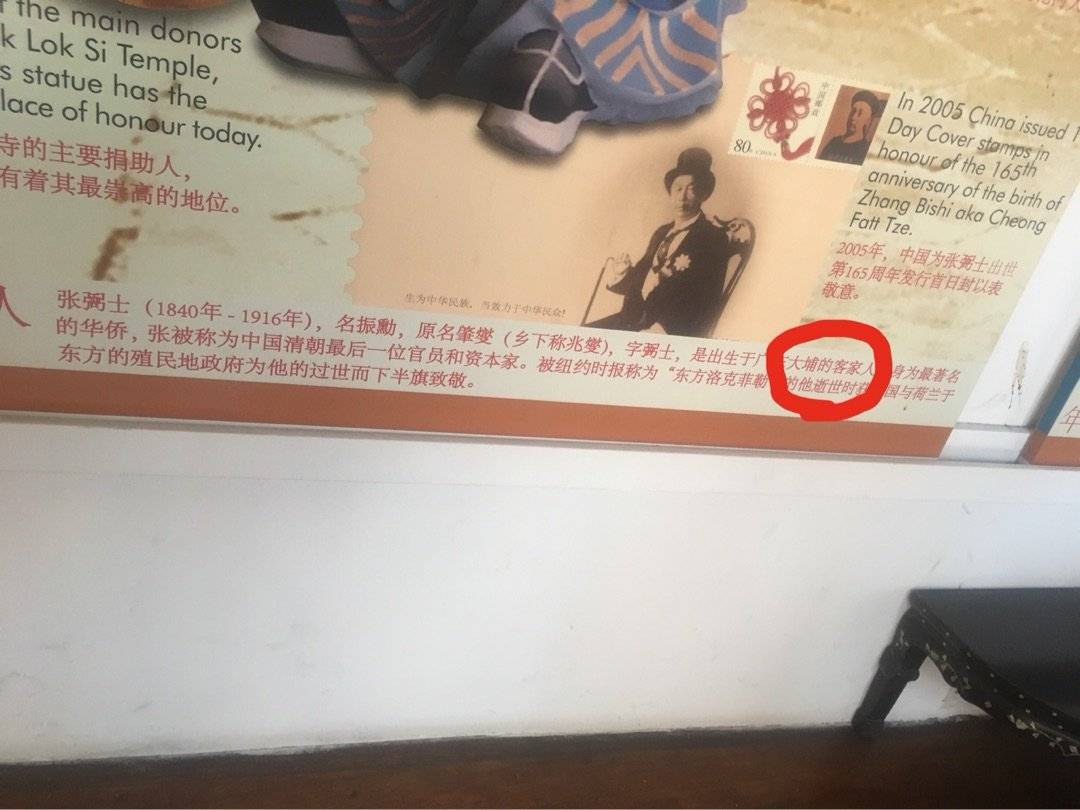 f the main donors
k Lok Si Temple,
s statue has the
lace of honour today.
寺的主要捐助人，
有着其最崇高的地位。
中国邮政
80
CHINA
In 2005 China issued 1
Day Cover stamps in
honour of the 165th
anniversary of the birth of
Zhang Bishi aka Cheong
Fatt Tze.
2005年，中国为张弼士出世
第165周年发行首日封以表
敬意。
生为中华民族，当效力于中华民众！
人
张弼士（1840年 - 1916年），名振勳，原名肇燮（乡下称兆燮），字弼士，是出生于广东大埔的客家人 身为最著名
的华侨，张被称为中国清朝最后一位官员和资本家。被纽约时报称为“东方洛克菲勒 的他逝世时获 国与荷兰于
东方的殖民地政府为他的过世而下半旗致敬。
年